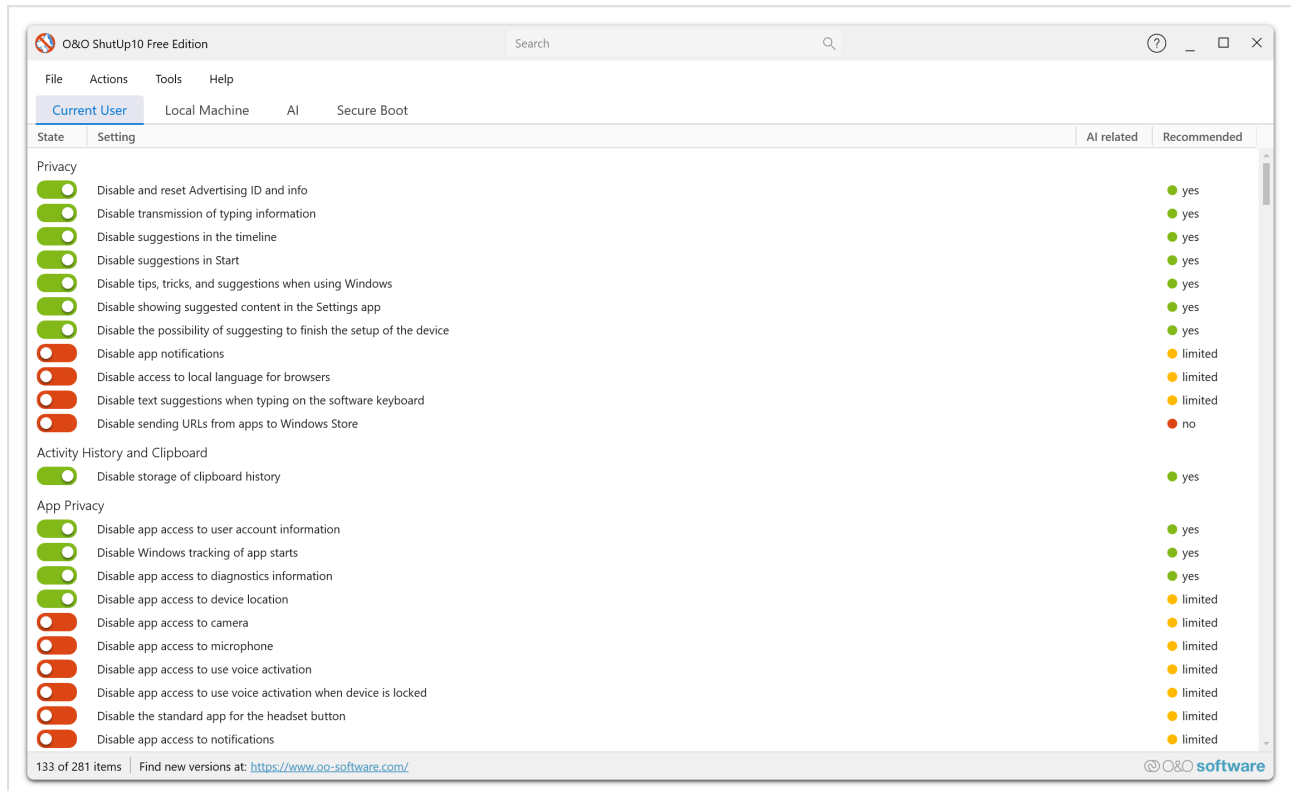 O&O ShutUp10 Free Edition Search ?
File Actions Tools Help
Current User Local Machine AI Secure Boot
State Setting AI related Recommended
Privacy
Disable and reset Advertising ID and info yes
Disable transmission of typing information yes
Disable suggestions in the timeline yes
Disable suggestions in Start yes
Disable tips, tricks, and suggestions when using Windows yes
Disable showing suggested content in the Settings app yes
Disable the possibility of suggesting to finish the setup of the device yes
Disable app notifications limited
Disable access to local language for browsers limited
Disable text suggestions when typing on the software keyboard limited
Disable sending URLs from apps to Windows Store no
Activity History and Clipboard
Disable storage of clipboard history yes
App Privacy
Disable app access to user account information yes
Disable Windows tracking of app starts yes
Disable app access to diagnostics information yes
Disable app access to device location limited
Disable app access to camera limited
Disable app access to microphone limited
Disable app access to use voice activation limited
Disable app access to use voice activation when device is locked limited
Disable the standard app for the headset button limited
Disable app access to notifications limited
133 of 281 items Find new versions at: https://www.oo-software.com/ O&O software